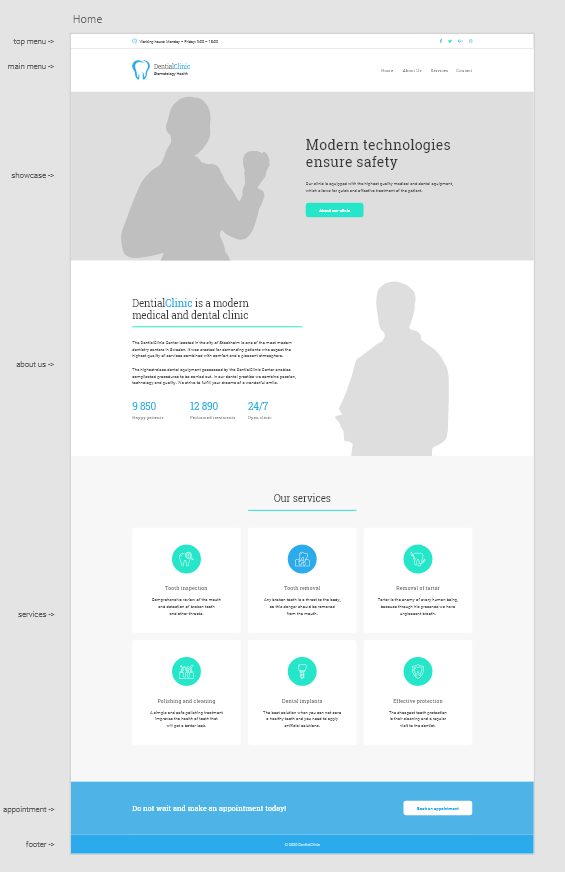 Home
top menu ->
Working hours: Monday – Friday: 9.00 – 18.00
main menu ->
DentialClinic
Stomatology Health
Home About Us Services Contact
showcase ->
Modern technologies
ensure safety
Our clinic is equipped with the highest quality medical and dental equipment,
which allows for quick and effective treatment of the patient.
About our clinic
about us ->
DentialClinic is a modern
medical and dental clinic
The DentialClinic Center located in the city of Stockholm is one of the most modern
dentistry centers in Sweden. It was created for demanding patients who expect the
highest quality of services combined with comfort and a pleasant atmosphere.
The highest-class dental equipment possessed by the DentialClinic Center enables
complicated procedures to be carried out. In our dental practice we combine passion,
technology and quality. We strive to fulfill your dreams of a wonderful smile.
9 850 12 890 24/7
Happy patients Performed treatments Open clinic
services ->
Our services
Tooth inspection
Comprehensive review of the mouth
and detection of broken teeth
and other threats.
Tooth removal
Any broken tooth is a threat to the body,
so this danger should be removed
from the mouth.
Removal of tartar
Tartar is the enemy of every human being,
because through his presence we have
unpleasant breath.
Polishing and cleaning
A simple and safe polishing treatment
improves the health of teeth that
will get a better look.
Dental implants
The best solution when you can not save
a healthy tooth and you need to apply
artificial solutions.
Effective protection
The cheapest tooth protection
is their cleaning and a regular
visit to the dentist.
appointment ->
Do not wait and make an appointment today!
Book an appointment
footer ->
© 2020 DentialClinic